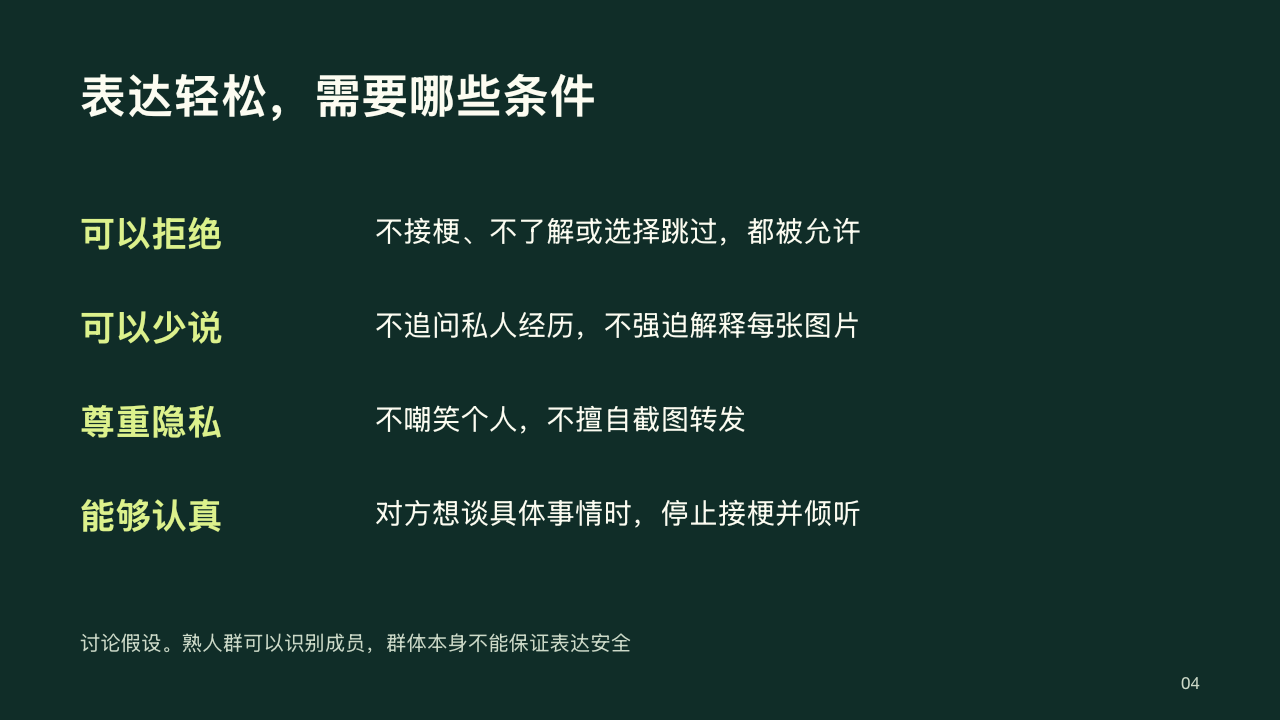 表达轻松，需要哪些条件
可以拒绝
不接梗、不了解或选择跳过，都被允许
可以少说
不追问私人经历，不强迫解释每张图片
尊重隐私
不嘲笑个人，不擅自截图转发
能够认真
对方想谈具体事情时，停止接梗并倾听
讨论假设。熟人群可以识别成员，群体本身不能保证表达安全
04